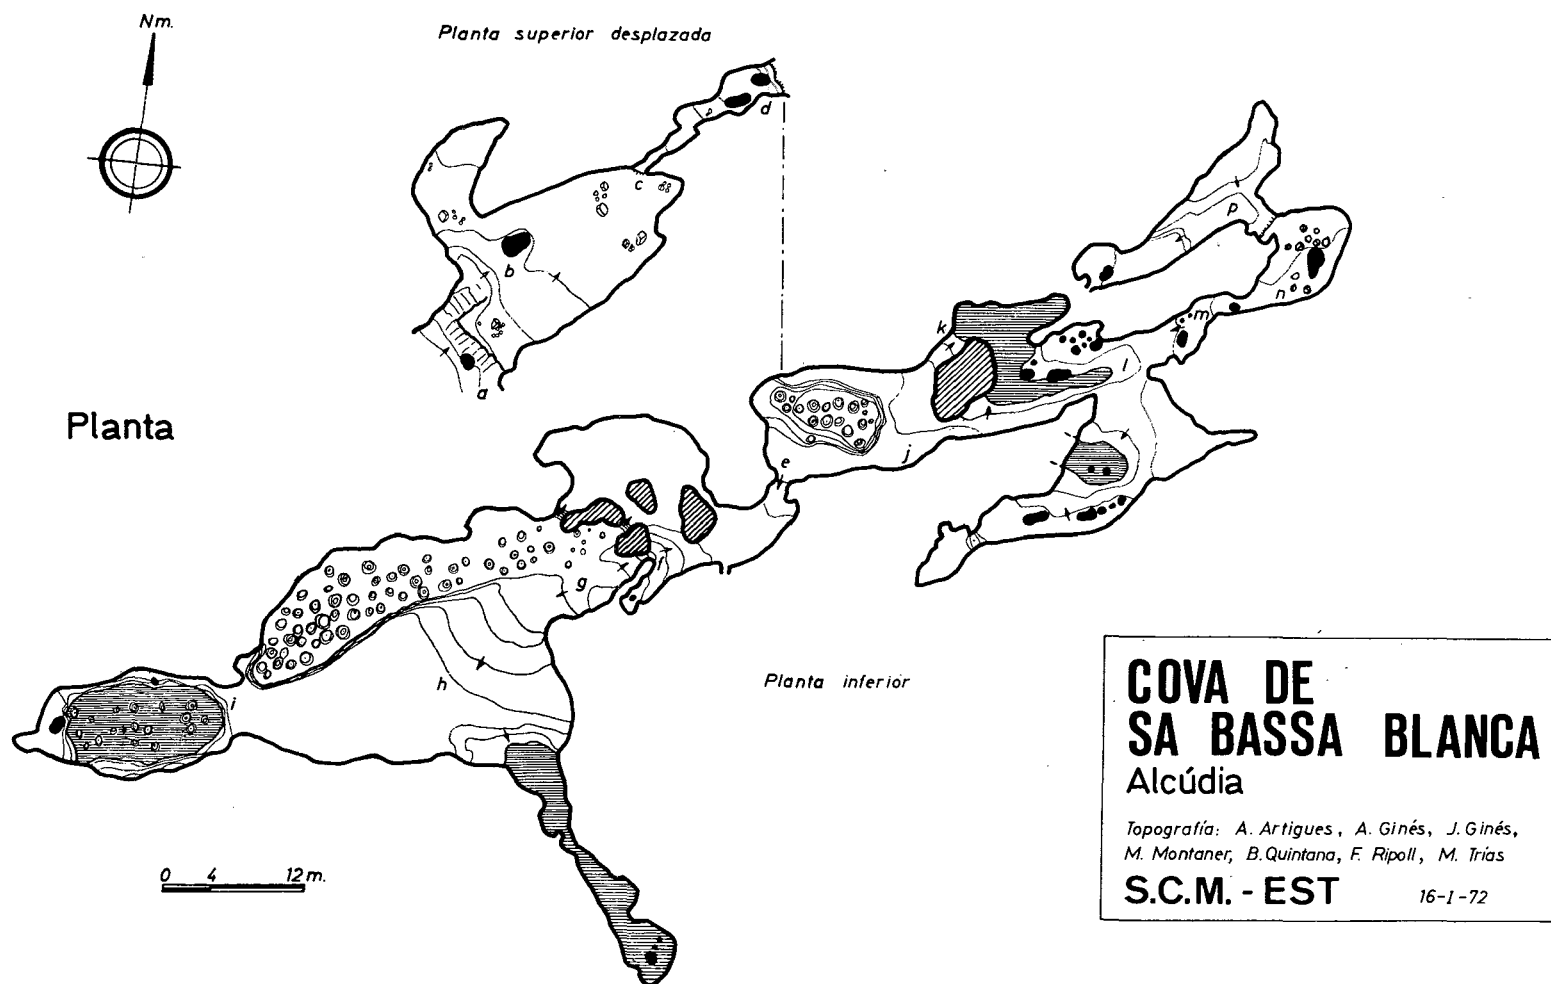 Nm.
Planta superior desplazada
d
c
b
a
Planta
p
n
m
k
l
j
e
f
g
h
i
Planta inferior
0 4 12 m.
COVA DE
SA BASSA BLANCA
Alcúdia
Topografía: A. Artigues, A. Ginés, J. Ginés,
M. Montaner, B. Quintana, F. Ripoll, M. Trías
S.C.M. - EST 16-I-72